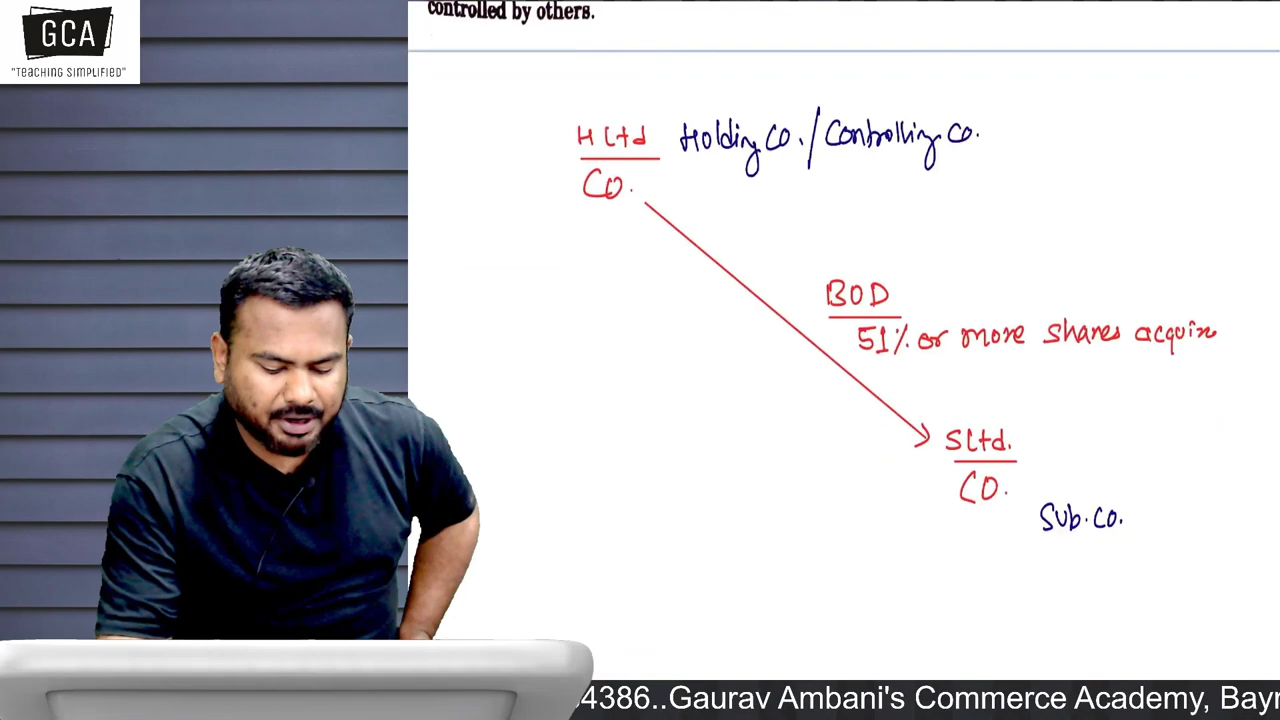 GCA
"TEACHING SIMPLIFIED"
controlled by others.
H Ltd Holding Co. / Controlling Co.
Co.
BOD
51% or more shares acquire
S Ltd.
CO.
Sub. Co.
4386..Gaurav Ambani's Commerce Academy, Bayr